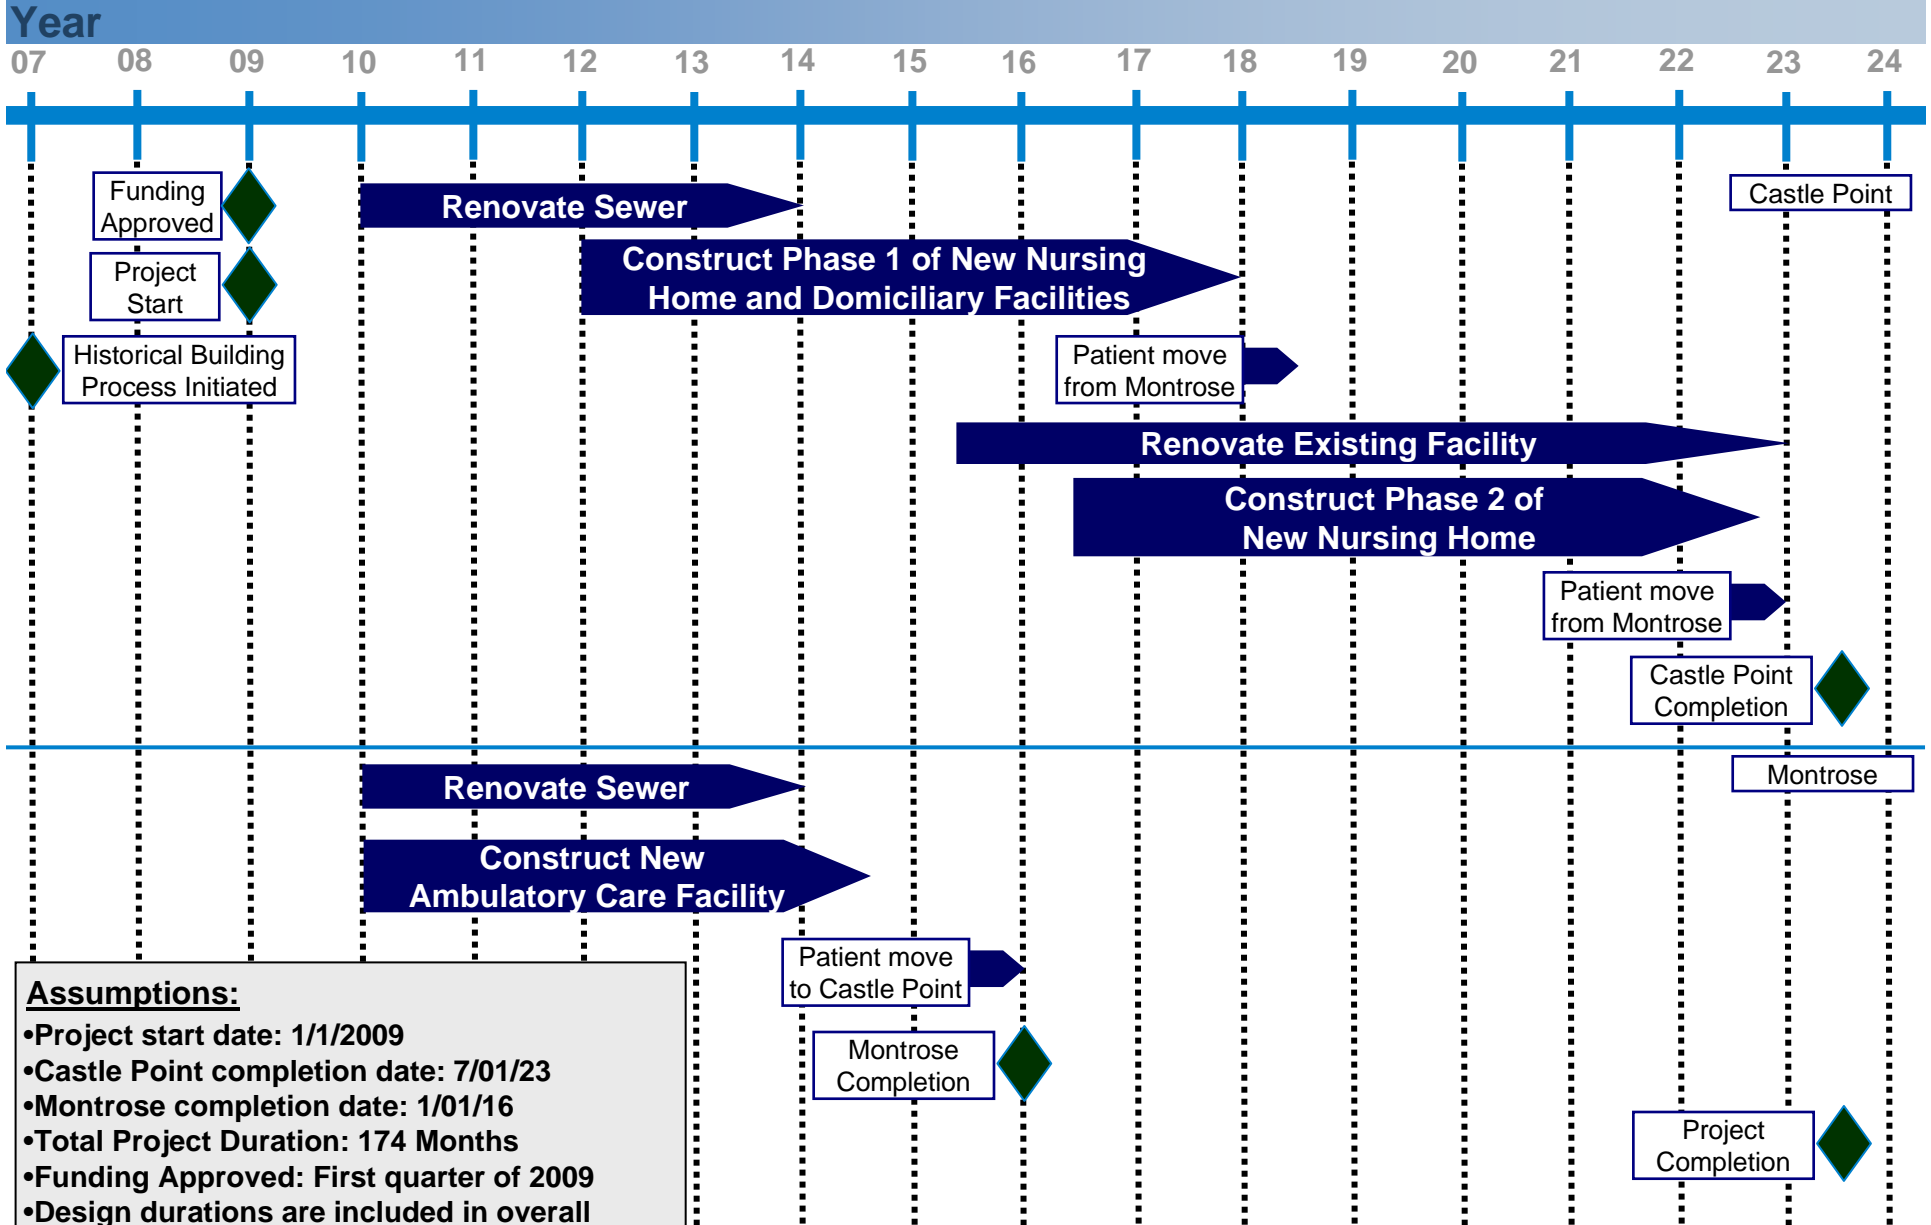 Year
07 08 09 10 11 12 13 14 15 16 17 18 19 20 21 22 23 24
Funding
Approved
Renovate Sewer
Castle Point
Project
Start
Construct Phase 1 of New Nursing
Home and Domiciliary Facilities
Historical Building
Process Initiated
Patient move
from Montrose
Renovate Existing Facility
Construct Phase 2 of
New Nursing Home
Patient move
from Montrose
Castle Point
Completion
Montrose
Renovate Sewer
Construct New
Ambulatory Care Facility
Patient move
to Castle Point
Montrose
Completion
Project
Completion
Assumptions:
•Project start date: 1/1/2009
•Castle Point completion date: 7/01/23
•Montrose completion date: 1/01/16
•Total Project Duration: 174 Months
•Funding Approved: First quarter of 2009
•Design durations are included in overall